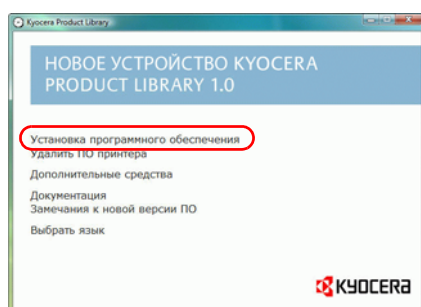 Kyocera Product Library
НОВОЕ УСТРОЙСТВО KYOCERA
PRODUCT LIBRARY 1.0
Установка программного обеспечения
Удалить ПО принтера
Дополнительные средства
Документация
Замечания к новой версии ПО
Выбрать язык
KYOCERA